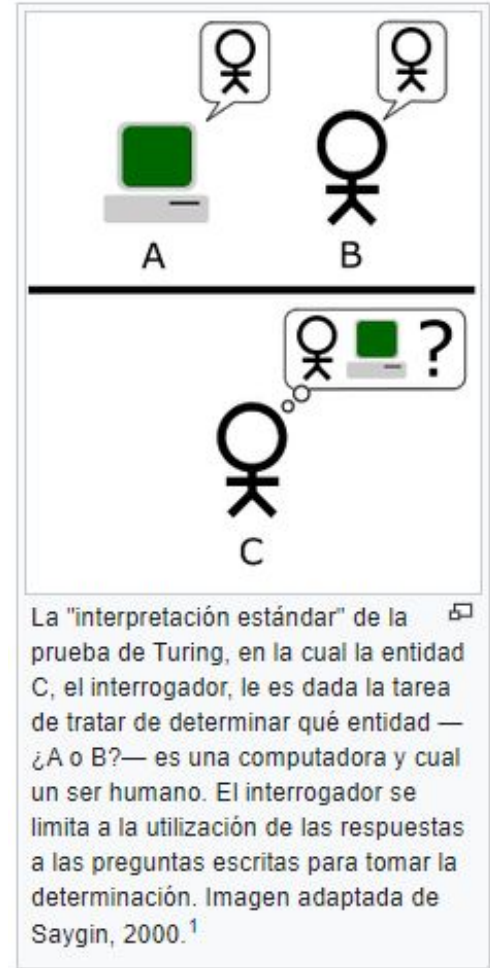 A
B
?
C
La "interpretación estándar" de la
prueba de Turing, en la cual la entidad
C, el interrogador, le es dada la tarea
de tratar de determinar qué entidad —
¿A o B?— es una computadora y cual
un ser humano. El interrogador se
limita a la utilización de las respuestas
a las preguntas escritas para tomar la
determinación. Imagen adaptada de
Saygin, 2000.¹